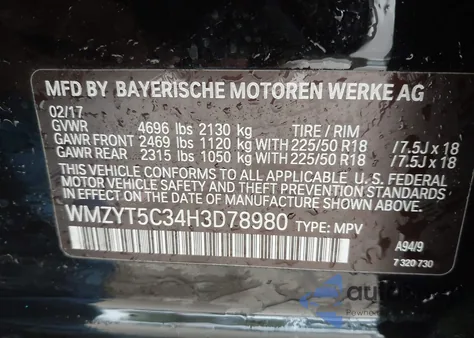 MFD BY BAYERISCHE MOTOREN WERKE AG
02/17
GVWR 4696 lbs 2130 kg TIRE / RIM
GAWR FRONT 2469 lbs 1120 kg WITH 225/50 R18 /7.5J x 18
GAWR REAR 2315 lbs 1050 kg WITH 225/50 R18 /7.5J x 18
THIS VEHICLE CONFORMS TO ALL APPLICABLE U. S. FEDERAL
MOTOR VEHICLE SAFETY AND THEFT PREVENTION STANDARDS
IN EFFECT ON THE DATE OF MANUFACTURE SHOWN ABOVE
WMZYT5C34H3D78980 TYPE: MPV
A94/9
7 320 730